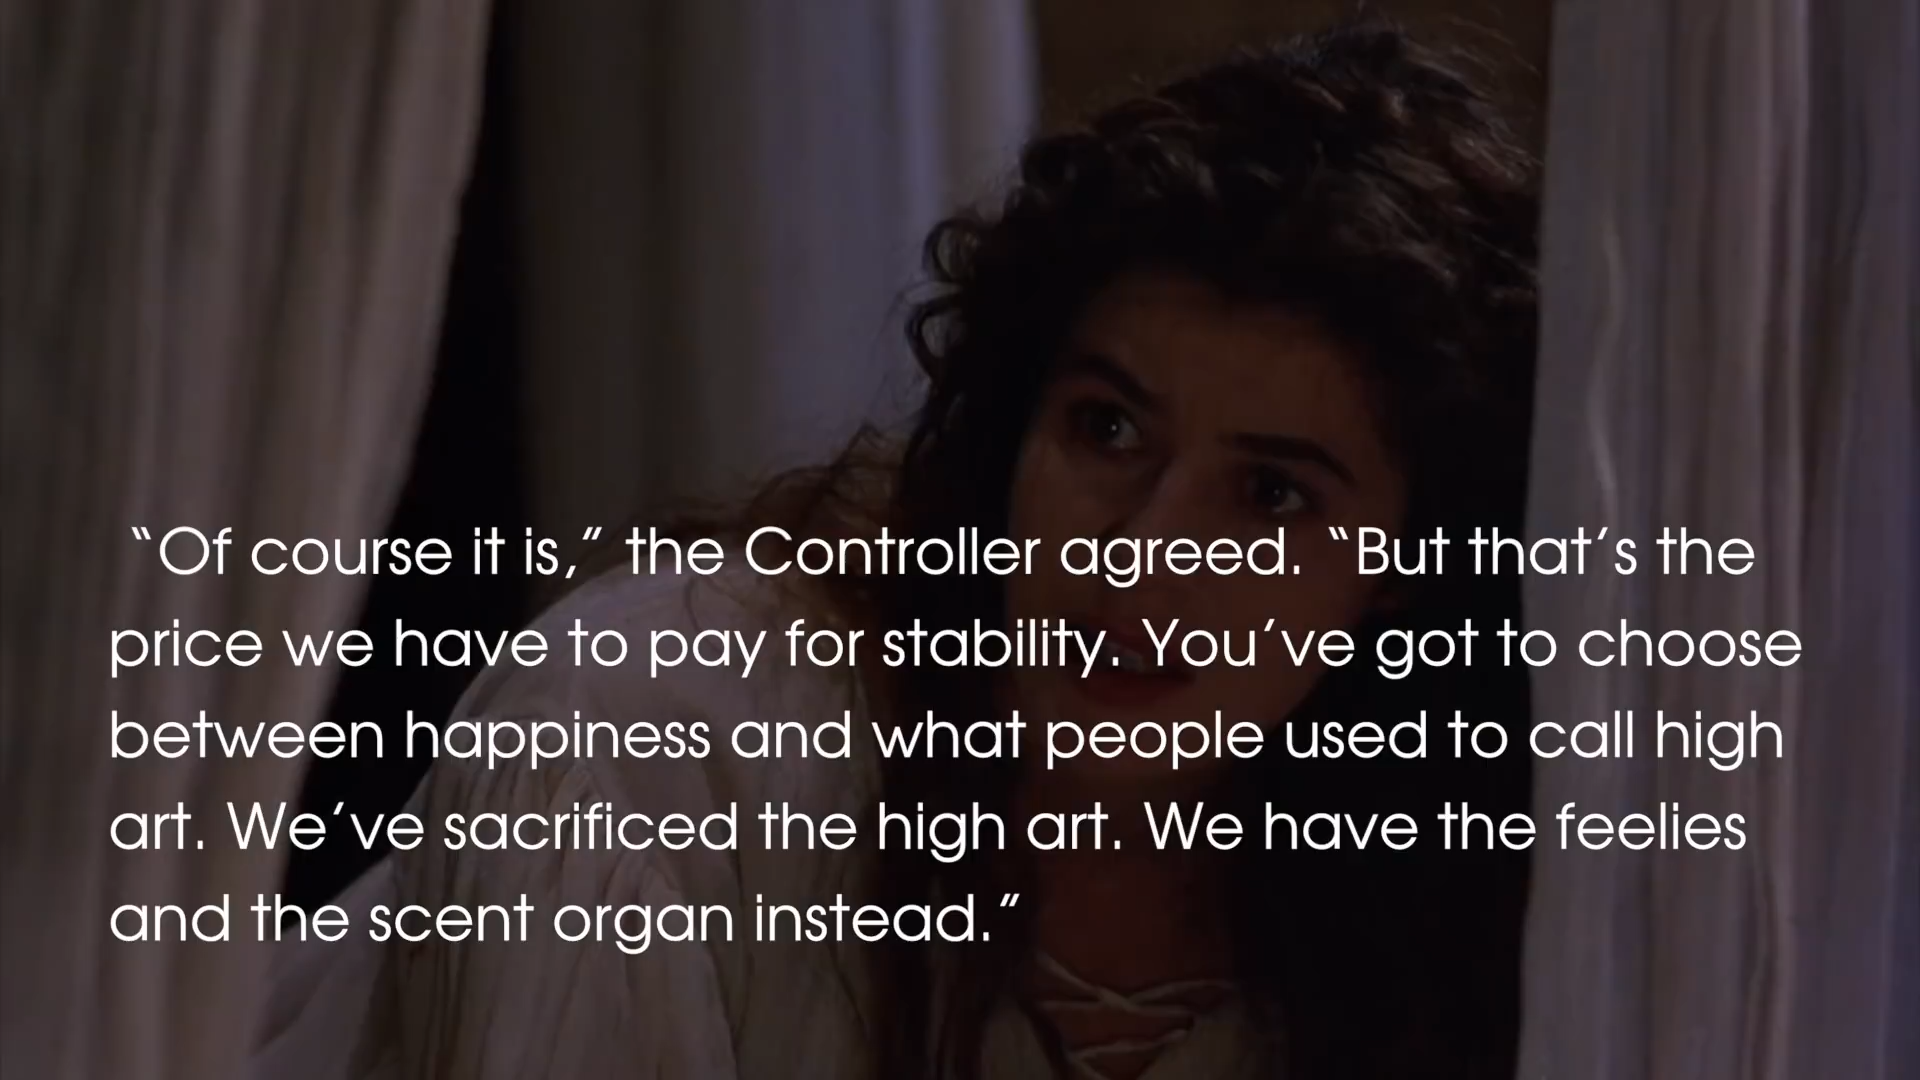 “Of course it is,” the Controller agreed. “But that’s the
price we have to pay for stability. You’ve got to choose
between happiness and what people used to call high
art. We‘ve sacrificed the high art. We have the feelies
and the scent organ instead.”